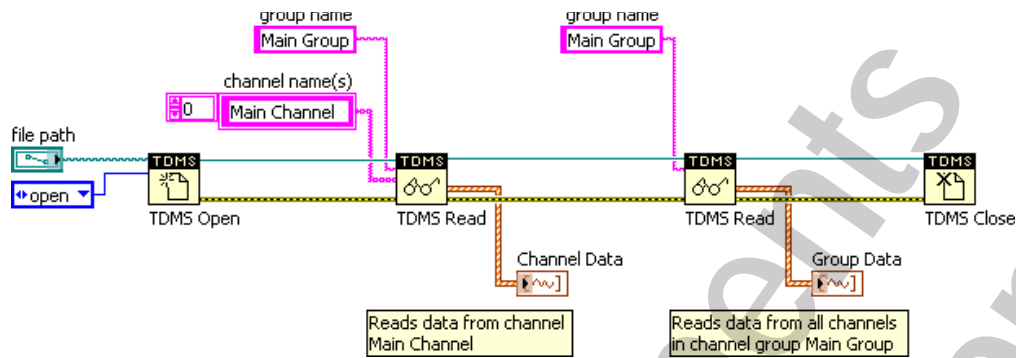 group name
group name
Main Group
Main Group
channel name(s)
0
Main Channel
file path
open
TDMS
TDMS
TDMS
TDMS
TDMS Open
TDMS Read
TDMS Read
TDMS Close
Channel Data
Group Data
Reads data from channel
Main Channel
Reads data from all channels
in channel group Main Group